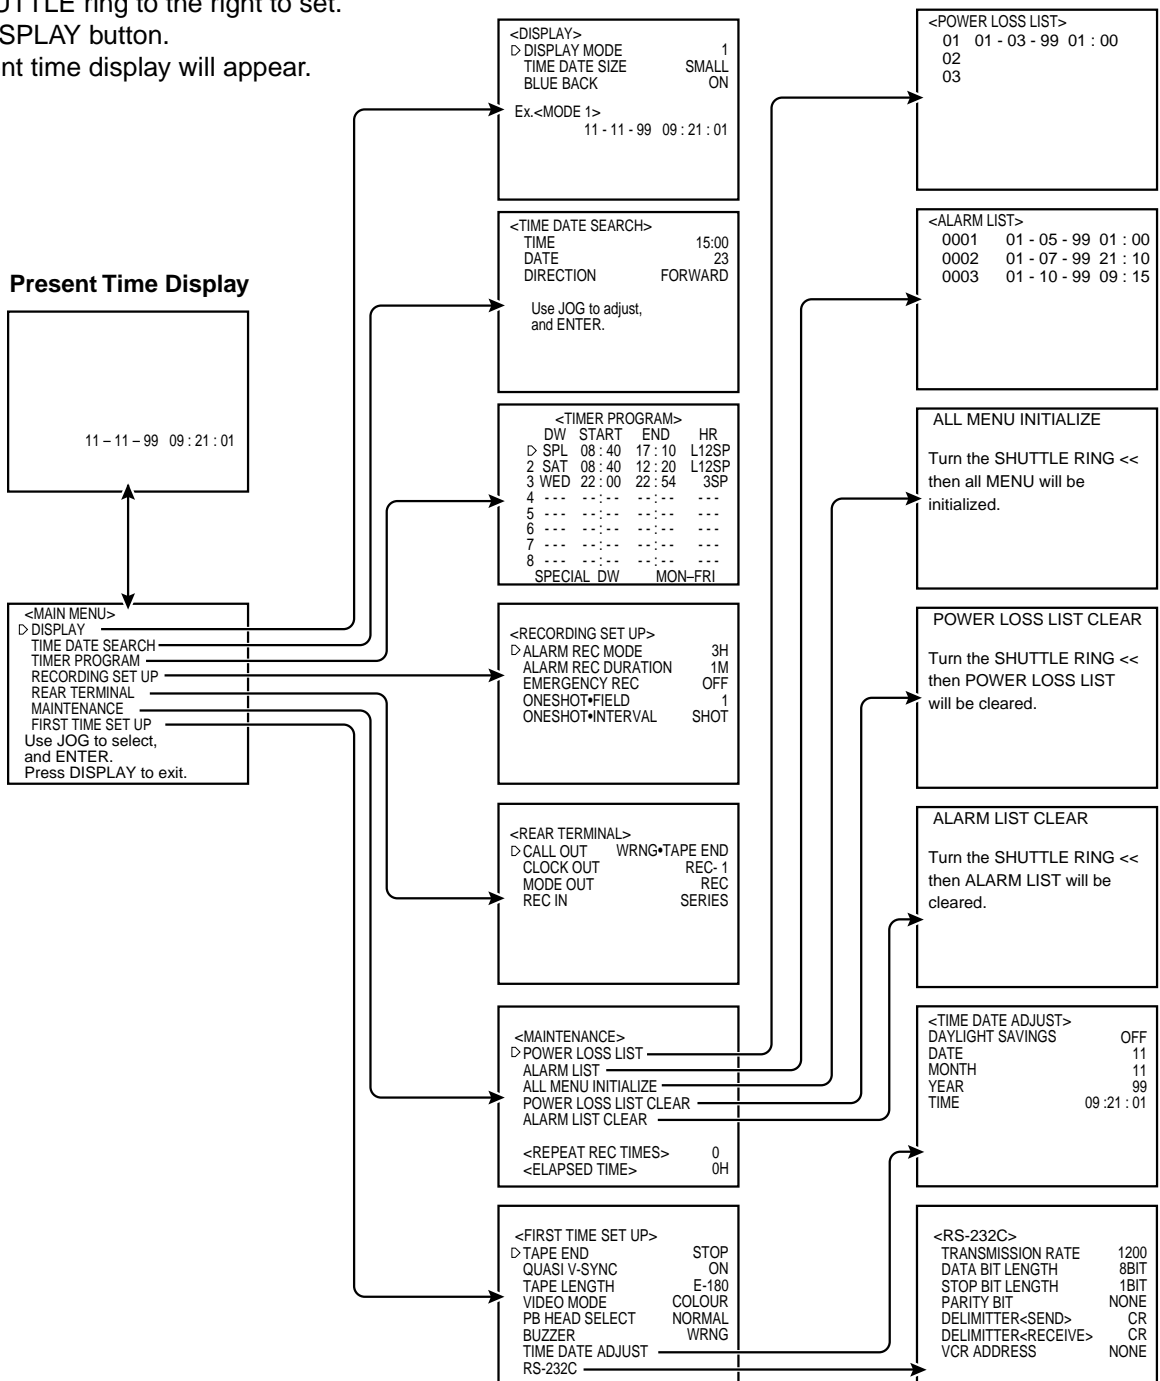 UTTLE ring to the right to set.
SPLAY button.
nt time display will appear.
Present Time Display
11 – 11 – 99 09 : 21 : 01
<MAIN MENU>
DISPLAY
TIME DATE SEARCH
TIMER PROGRAM
RECORDING SET UP
REAR TERMINAL
MAINTENANCE
FIRST TIME SET UP
Use JOG to select,
and ENTER.
Press DISPLAY to exit.
<DISPLAY>
DISPLAY MODE 1
TIME DATE SIZE SMALL
BLUE BACK ON
Ex.<MODE 1>
11 - 11 - 99 09 : 21 : 01
<TIME DATE SEARCH>
TIME 15:00
DATE 23
DIRECTION FORWARD
Use JOG to adjust,
and ENTER.
<TIMER PROGRAM>
DW START END HR
SPL 08 : 40 17 : 10 L12SP
2 SAT 08 : 40 12 : 20 L12SP
3 WED 22 : 00 22 : 54 3SP
4 - - - - - : - - - - : - - - - -
5 - - - - - : - - - - : - - - - -
6 - - - - - : - - - - : - - - - -
7 - - - - - : - - - - : - - - - -
8 - - - - - : - - - - : - - - - -
SPECIAL DW MON–FRI
<RECORDING SET UP>
ALARM REC MODE 3H
ALARM REC DURATION 1M
EMERGENCY REC OFF
ONESHOT•FIELD 1
ONESHOT•INTERVAL SHOT
<REAR TERMINAL>
CALL OUT WRNG•TAPE END
CLOCK OUT REC- 1
MODE OUT REC
REC IN SERIES
<MAINTENANCE>
POWER LOSS LIST
ALARM LIST
ALL MENU INITIALIZE
POWER LOSS LIST CLEAR
ALARM LIST CLEAR
<REPEAT REC TIMES> 0
<ELAPSED TIME> 0H
<FIRST TIME SET UP>
TAPE END STOP
QUASI V-SYNC ON
TAPE LENGTH E-180
VIDEO MODE COLOUR
PB HEAD SELECT NORMAL
BUZZER WRNG
TIME DATE ADJUST
RS-232C
<POWER LOSS LIST>
01 01 - 03 - 99 01 : 00
02
03
<ALARM LIST>
0001 01 - 05 - 99 01 : 00
0002 01 - 07 - 99 21 : 10
0003 01 - 10 - 99 09 : 15
ALL MENU INITIALIZE
Turn the SHUTTLE RING <<
then all MENU will be
initialized.
POWER LOSS LIST CLEAR
Turn the SHUTTLE RING <<
then POWER LOSS LIST
will be cleared.
ALARM LIST CLEAR
Turn the SHUTTLE RING <<
then ALARM LIST will be
cleared.
<TIME DATE ADJUST>
DAYLIGHT SAVINGS OFF
DATE 11
MONTH 11
YEAR 99
TIME 09 :21 : 01
<RS-232C>
TRANSMISSION RATE 1200
DATA BIT LENGTH 8BIT
STOP BIT LENGTH 1BIT
PARITY BIT NONE
DELIMITTER<SEND> CR
DELIMITTER<RECEIVE> CR
VCR ADDRESS NONE